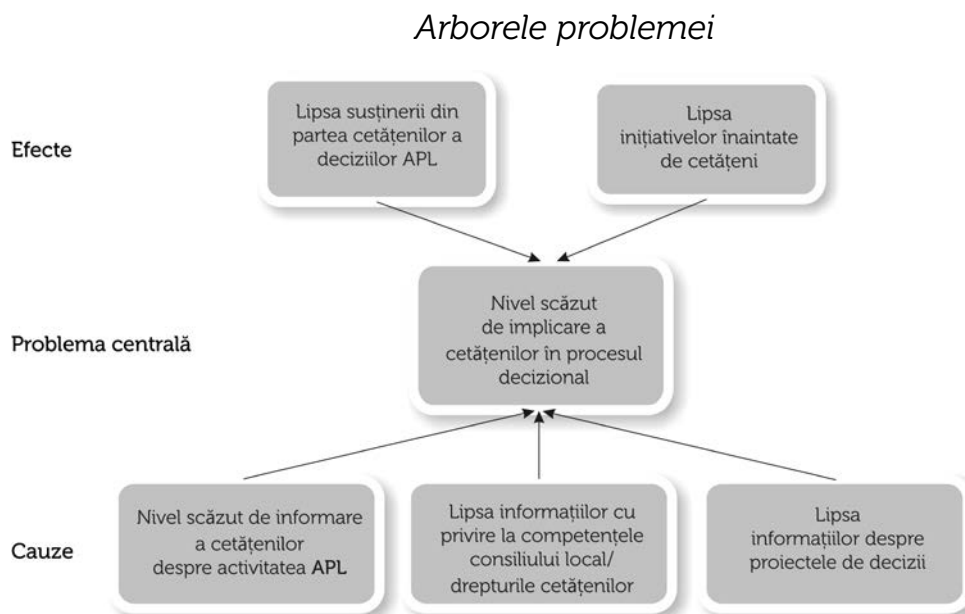 Arborele problemei
Efecte
Lipsa susținerii din
partea cetățenilor a
deciziilor APL
Lipsa
inițiativelor înaintate
de cetățeni
Problema centrală
Nivel scăzut
de implicare a
cetățenilor în procesul
decizional
Cauze
Nivel scăzut de informare
a cetățenilor
despre activitatea APL
Lipsa informațiilor cu
privire la competențele
consiliului local/
drepturile cetățenilor
Lipsa
informațiilor despre
proiectele de decizii